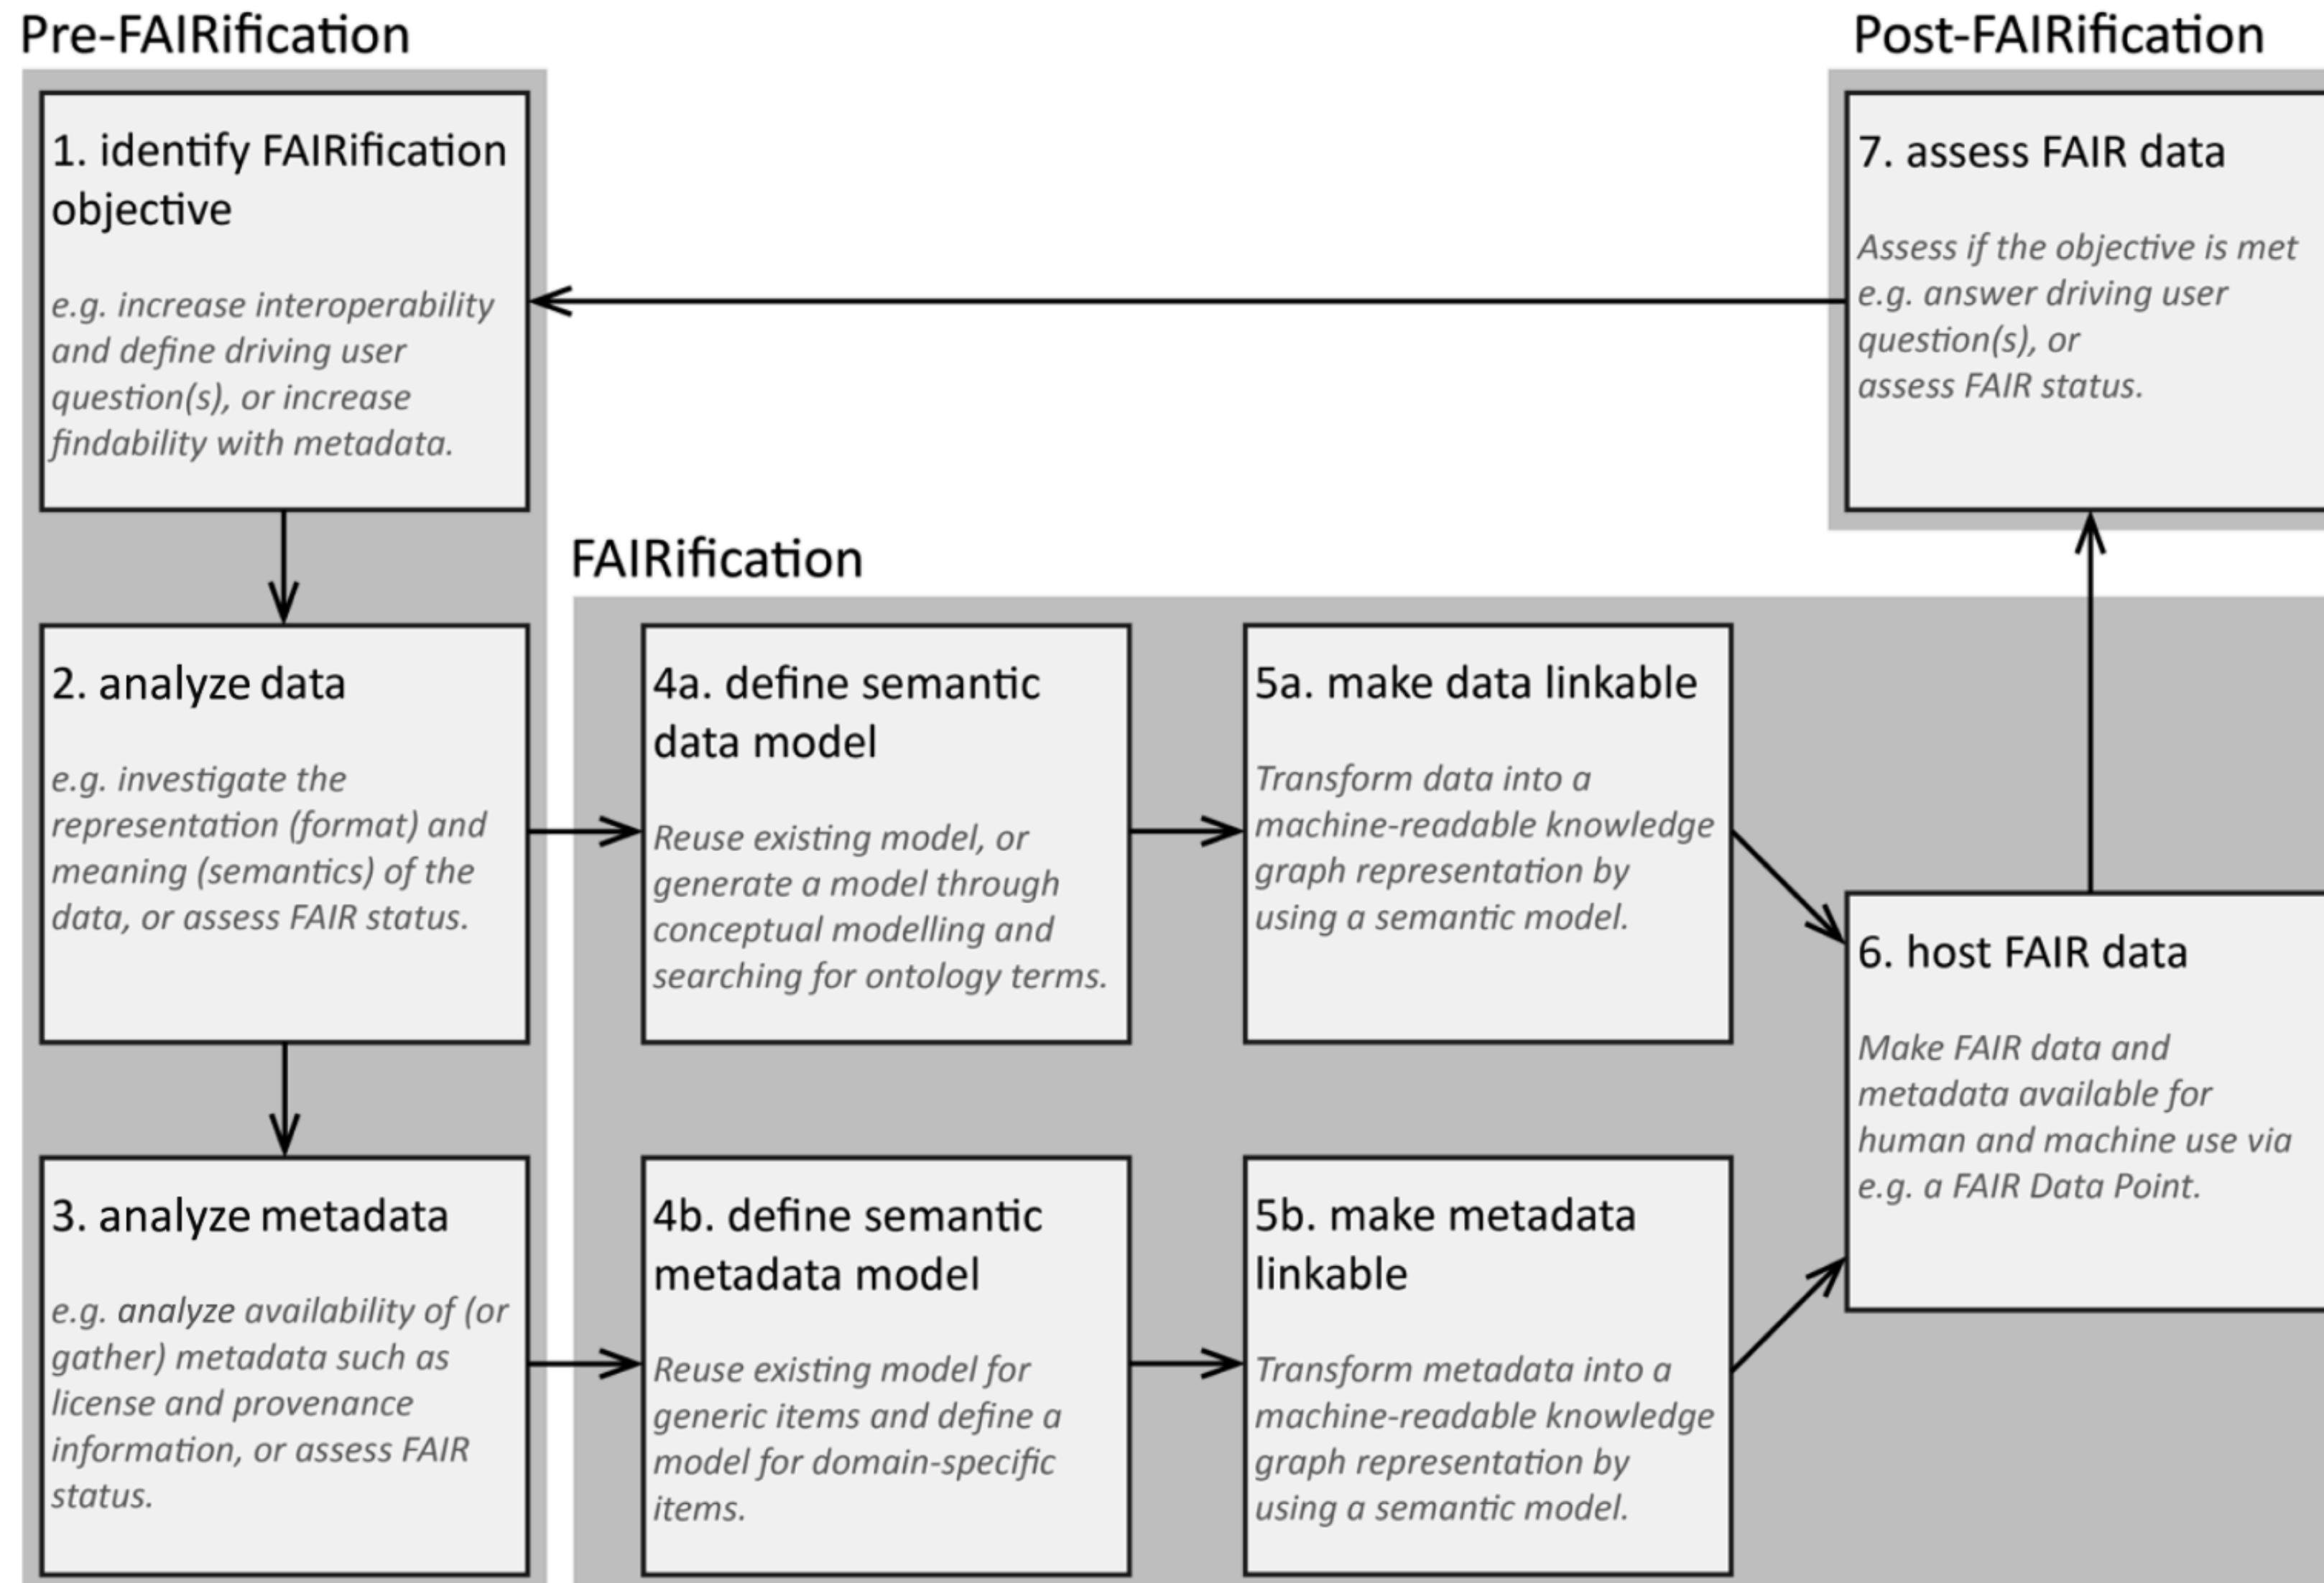 Pre-FAIRification
1. identify FAIRification
objective
e.g. increase interoperability
and define driving user
question(s), or increase
findability with metadata.
2. analyze data
e.g. investigate the
representation (format) and
meaning (semantics) of the
data, or assess FAIR status.
3. analyze metadata
e.g. analyze availability of (or
gather) metadata such as
license and provenance
information, or assess FAIR
status.
FAIRification
4a. define semantic
data model
Reuse existing model, or
generate a model through
conceptual modelling and
searching for ontology terms.
5a. make data linkable
Transform data into a
machine-readable knowledge
graph representation by
using a semantic model.
4b. define semantic
metadata model
Reuse existing model for
generic items and define a
model for domain-specific
items.
5b. make metadata
linkable
Transform metadata into a
machine-readable knowledge
graph representation by
using a semantic model.
6. host FAIR data
Make FAIR data and
metadata available for
human and machine use via
e.g. a FAIR Data Point.
Post-FAIRification
7. assess FAIR data
Assess if the objective is met
e.g. answer driving user
question(s), or
assess FAIR status.